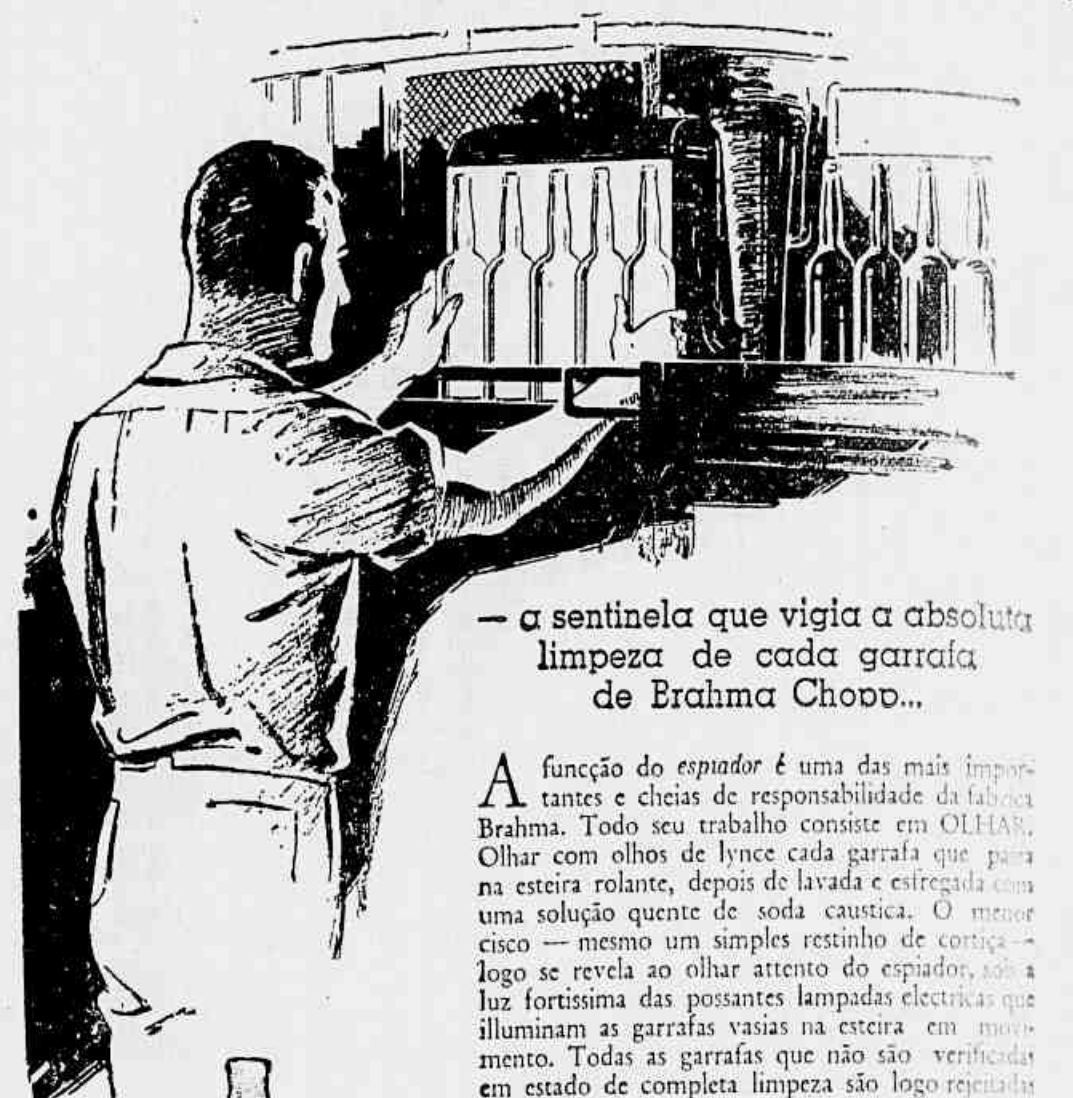 — a sentinela que vigia a absoluta
limpeza de cada garrafa
de Brahma Chopp...
A funcção do espiador é uma das mais impor-
tantes e cheias de responsabilidade da fabrica
Brahma. Todo seu trabalho consiste em OLHAR.
Olhar com olhos de lynce cada garrafa que passa
na esteira rolante, depois de lavada e esfregada com
uma solução quente de soda caustica. O menor
cisco — mesmo um simples restinho de cortiça —
logo se revela ao olhar attento do espiador, sob a
luz fortissima das possantes lampadas electricas que
illuminam as garrafas vasias na esteira em movi-
mento. Todas as garrafas que não são verificadas
em estado de completa limpeza são logo rejeitadas